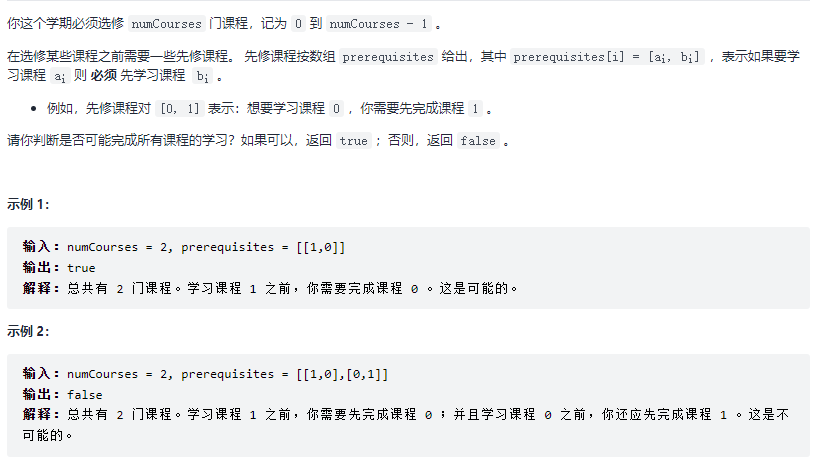 你这个学期必须选修 numCourses 门课程，记为 0 到 numCourses - 1 。
在选修某些课程之前需要一些先修课程。 先修课程按数组 prerequisites 给出，其中 prerequisites[i] = [ai, bi] ，表示如果要学
习课程 ai 则 必须 先学习课程 bi 。
• 例如，先修课程对 [0, 1] 表示：想要学习课程 0 ，你需要先完成课程 1 。
请你判断是否可能完成所有课程的学习？如果可以，返回 true ；否则，返回 false 。
示例 1：
输入：numCourses = 2, prerequisites = [[1,0]]
输出：true
解释：总共有 2 门课程。学习课程 1 之前，你需要完成课程 0 。这是可能的。
示例 2：
输入：numCourses = 2, prerequisites = [[1,0],[0,1]]
输出：false
解释：总共有 2 门课程。学习课程 1 之前，你需要先完成课程 0 ；并且学习课程 0 之前，你还应先完成课程 1 。这是不
可能的。